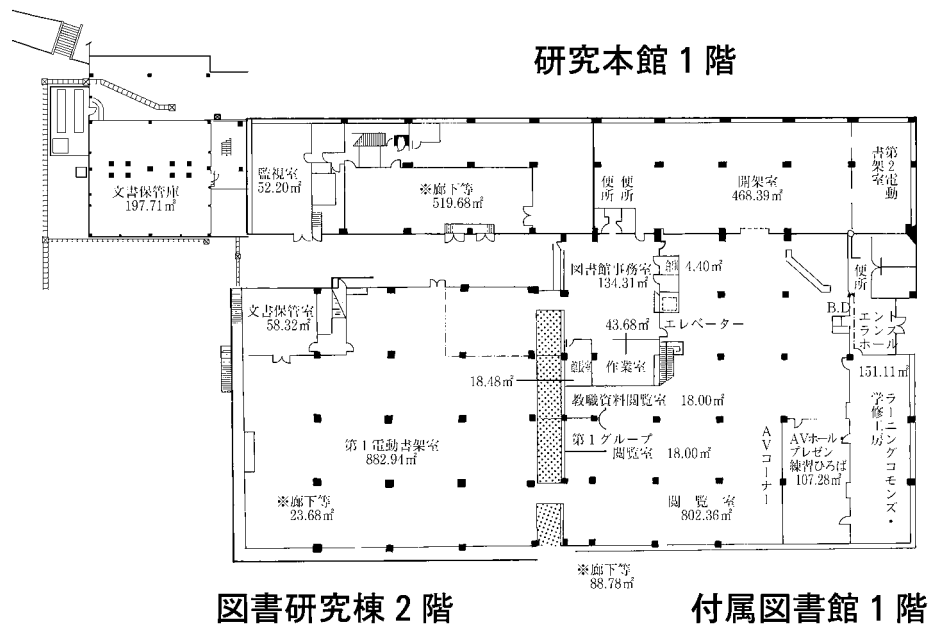 研究本館 1 階
監視室
52.20㎡
文書保管庫
197.71㎡
※廊下等
519.68㎡
便所
便所
開架室
468.39㎡
第2電動
書架室
図書館事務室
134.31㎡
4.40㎡
便所
文書保管室
58.32㎡
B.D
エント
ランス
ホール
43.68㎡
エレベーター
18.48㎡
作業室
151.11㎡
教職資料閲覧室 18.00㎡
第1グループ
閲覧室 18.00㎡
第1電動書架室
882.94㎡
AVコーナー
AVホール・
プレゼン
練習ひろば
107.28㎡
ラーニングコモンズ・
学修工房
※廊下等
23.68㎡
閲覧室
802.36㎡
※廊下等
88.78㎡
図書研究棟 2 階
付属図書館 1 階